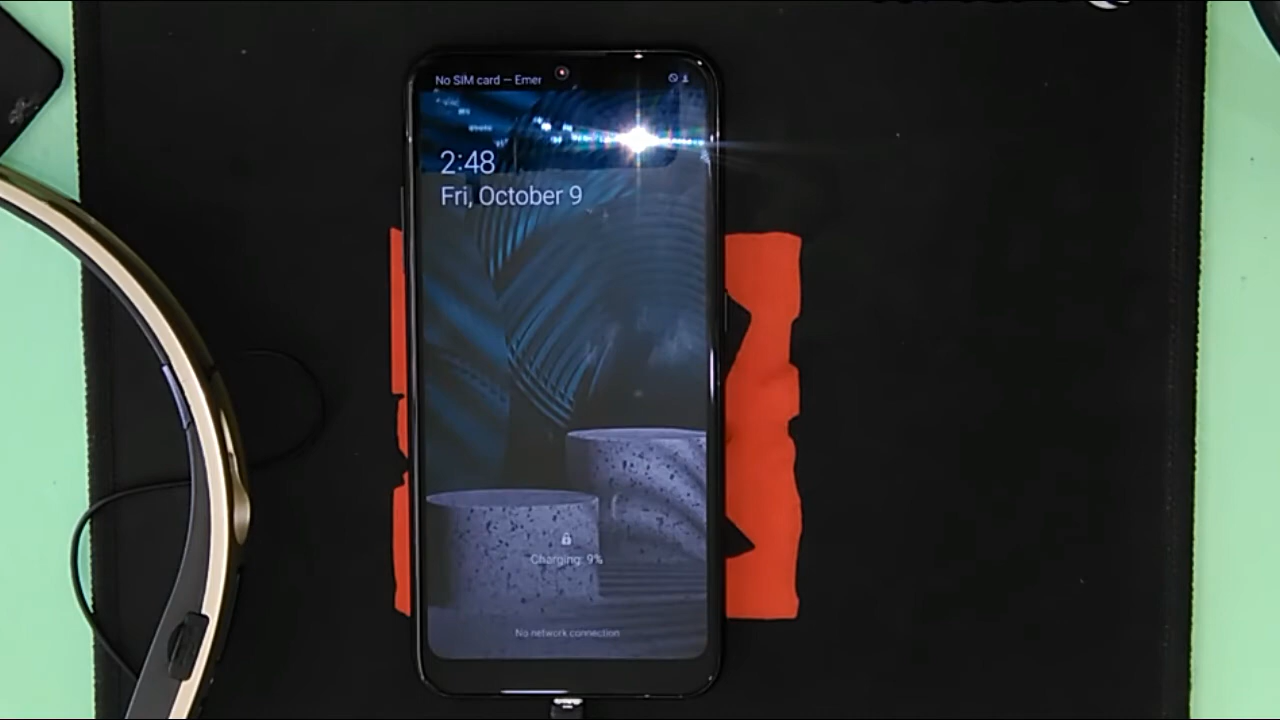 No SIM card — Emer
2:48
Fri, October 9
Charging: 9%
No network connection